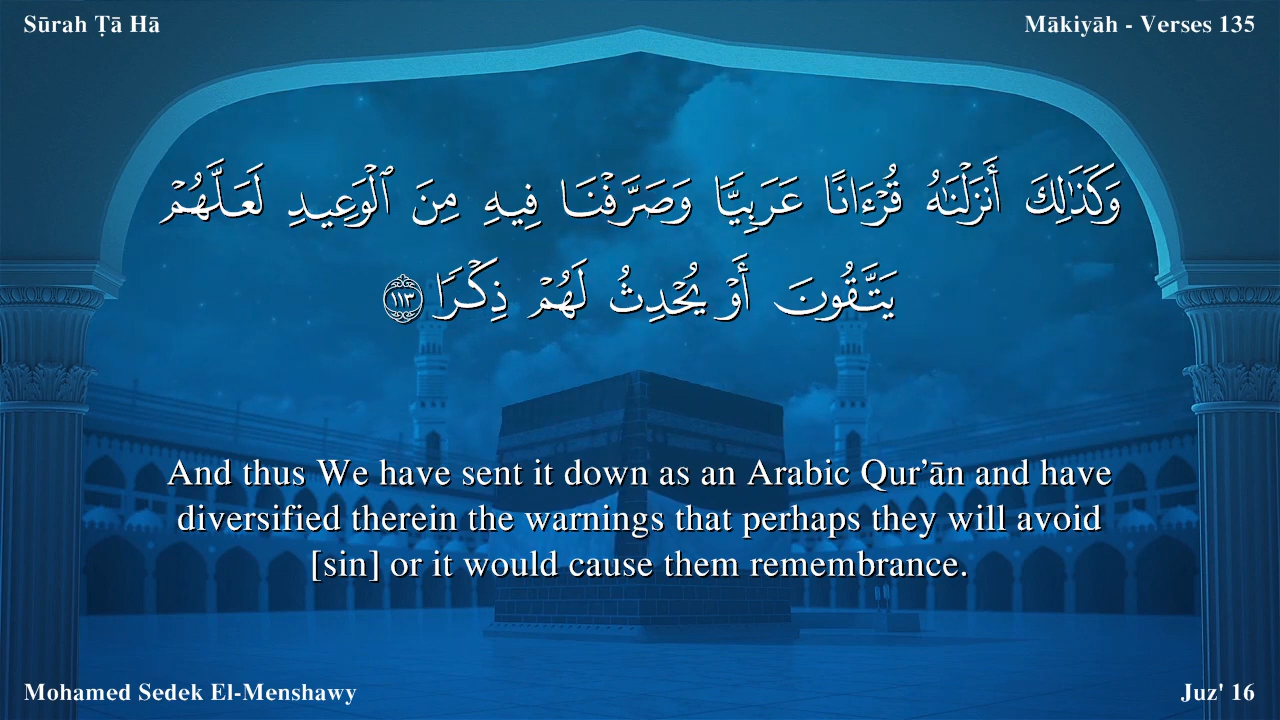 Sūrah Ṭā Hā
Mākiyāh - Verses 135
وَكَذَٰلِكَ أَنزَلْنَٰهُ قُرْءَانًا عَرَبِيًّا وَصَرَّفْنَا فِيهِ مِنَ ٱلْوَعِيدِ لَعَلَّهُمْ
يَتَّقُونَ أَوْ يُحْدِثُ لَهُمْ ذِكْرًا ١١٣
And thus We have sent it down as an Arabic Qur’ān and have
diversified therein the warnings that perhaps they will avoid
[sin] or it would cause them remembrance.
Mohamed Sedek El-Menshawy
Juz' 16